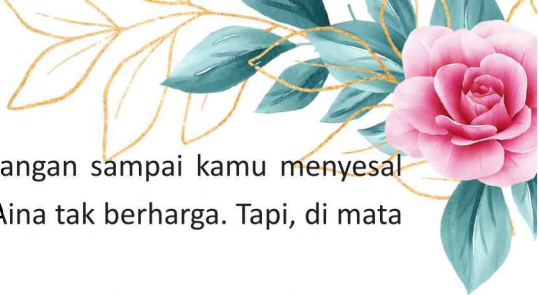 angan sampai kamu menyesal
Aina tak berharga. Tapi, di mata